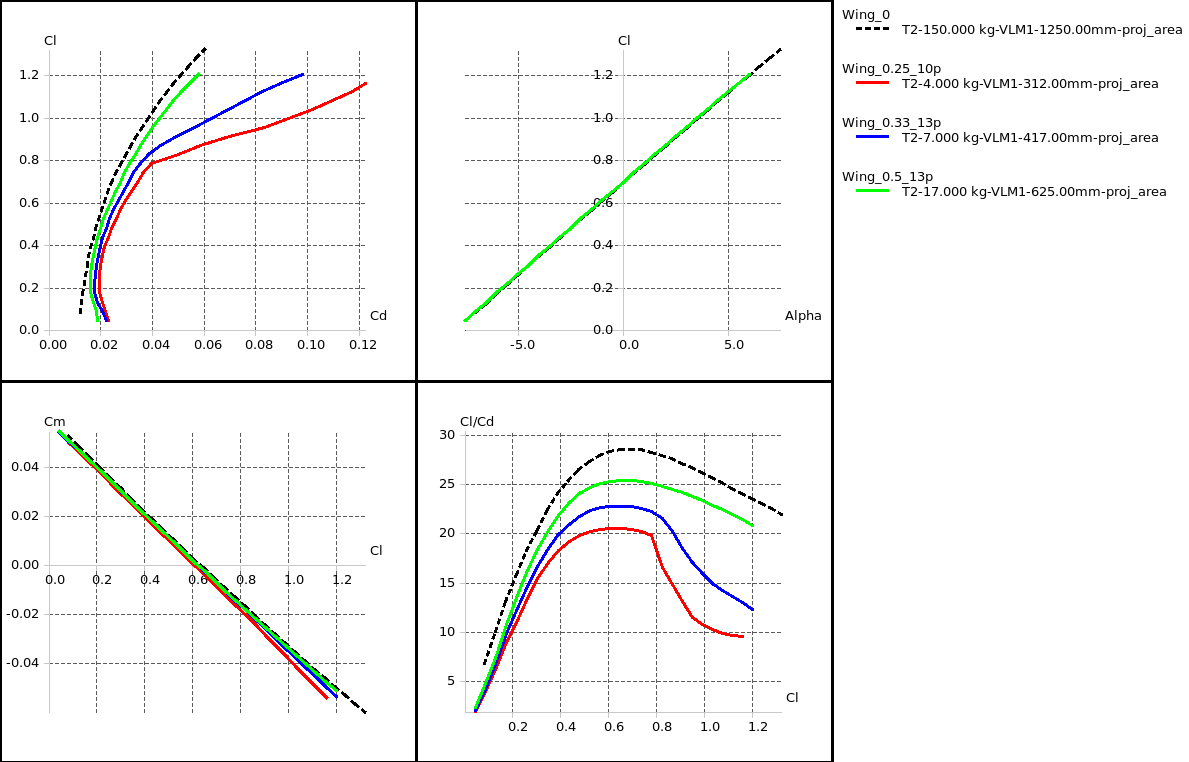 Cl
1.2
1.0
0.8
0.6
0.4
0.2
0.0
Cd
0.00 0.02 0.04 0.06 0.08 0.10 0.12
Cl
1.2
1.0
0.8
0.6
0.4
0.2
0.0
Alpha
-5.0 0.0 5.0
Wing_0
T2-150.000 kg-VLM1-1250.00mm-proj_area
Wing_0.25_10p
T2-4.000 kg-VLM1-312.00mm-proj_area
Wing_0.33_13p
T2-7.000 kg-VLM1-417.00mm-proj_area
Wing_0.5_13p
T2-17.000 kg-VLM1-625.00mm-proj_area
Cm
0.04
0.02
0.00
-0.02
-0.04
Cl
0.0 0.2 0.4 0.6 0.8 1.0 1.2
Cl/Cd
30
25
20
15
10
5
Cl
0.2 0.4 0.6 0.8 1.0 1.2